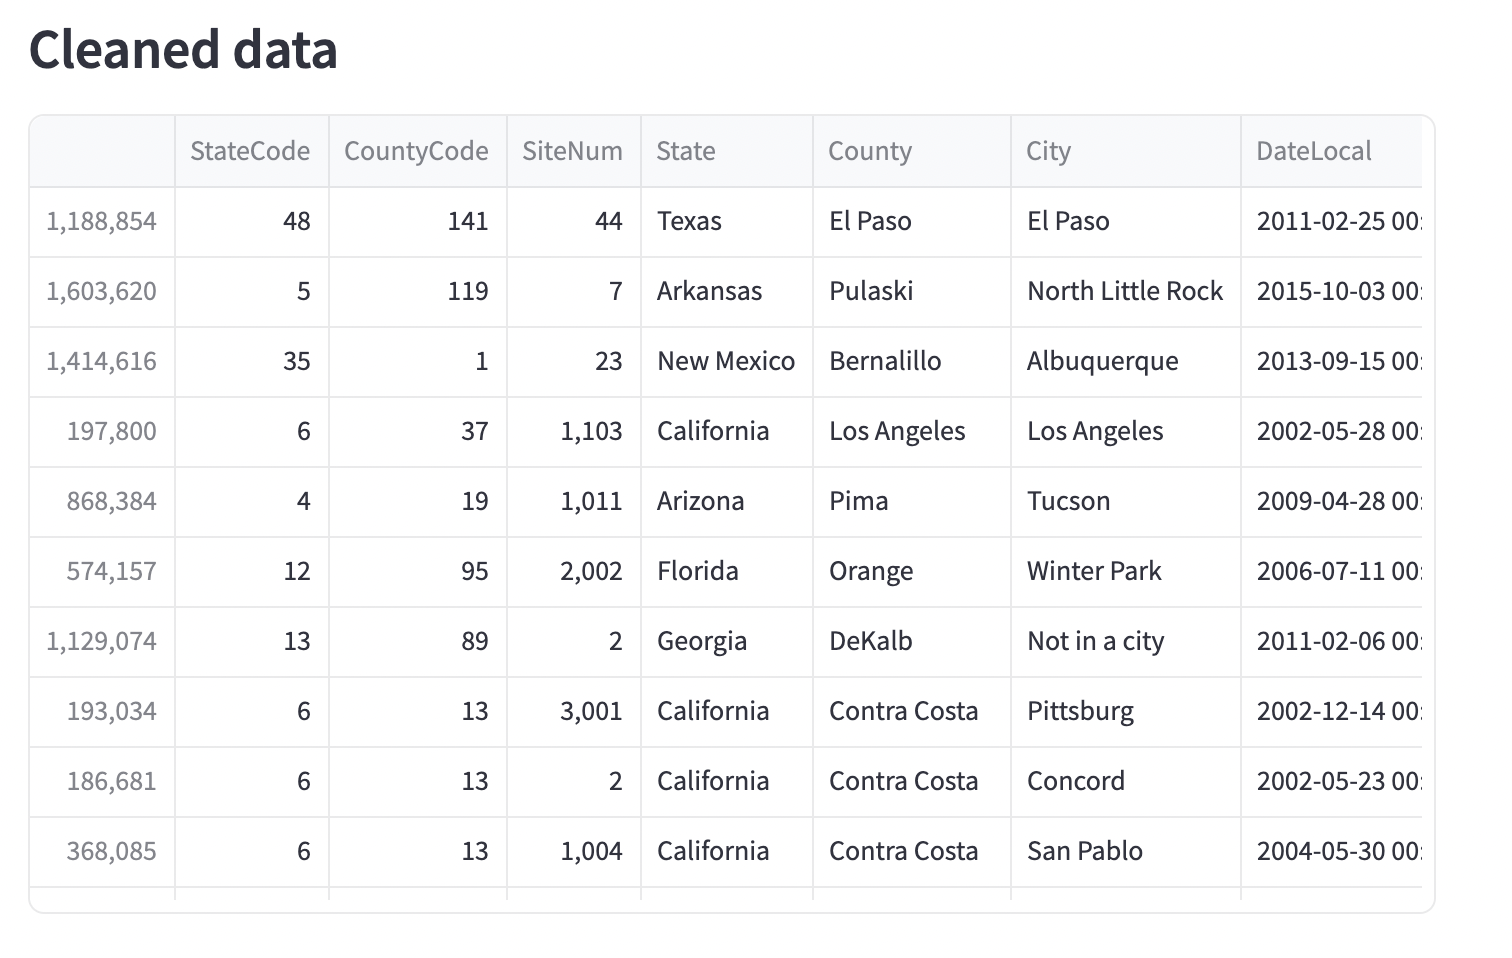 Cleaned data
StateCode CountyCode SiteNum State County City DateLocal
1,188,854 48 141 44 Texas El Paso El Paso 2011-02-25 00:
1,603,620 5 119 7 Arkansas Pulaski North Little Rock 2015-10-03 00:
1,414,616 35 1 23 New Mexico Bernalillo Albuquerque 2013-09-15 00:
197,800 6 37 1,103 California Los Angeles Los Angeles 2002-05-28 00:
868,384 4 19 1,011 Arizona Pima Tucson 2009-04-28 00:
574,157 12 95 2,002 Florida Orange Winter Park 2006-07-11 00:
1,129,074 13 89 2 Georgia DeKalb Not in a city 2011-02-06 00:
193,034 6 13 3,001 California Contra Costa Pittsburg 2002-12-14 00:
186,681 6 13 2 California Contra Costa Concord 2002-05-23 00:
368,085 6 13 1,004 California Contra Costa San Pablo 2004-05-30 00: